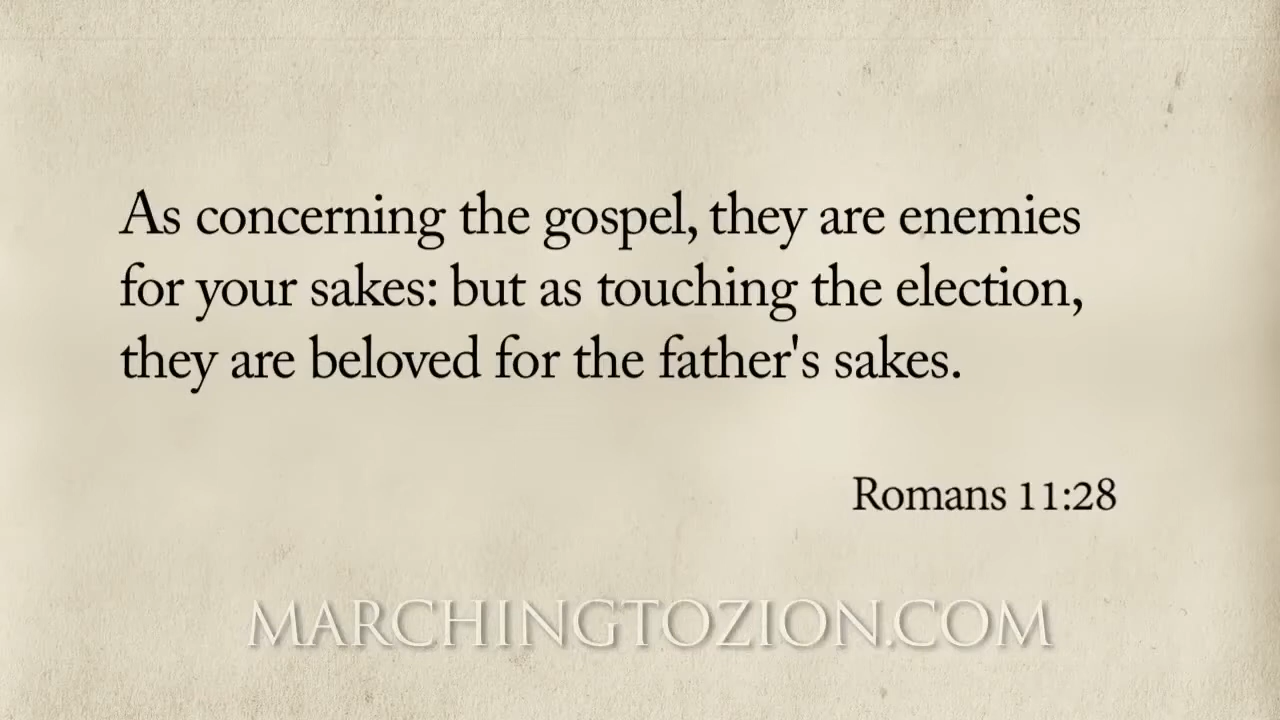 As concerning the gospel, they are enemies
for your sakes: but as touching the election,
they are beloved for the father's sakes.
Romans 11:28
MARCHINGTOZION.COM